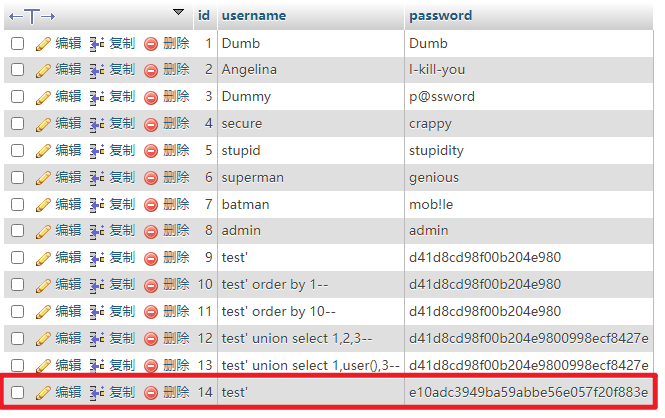 id username password
编辑 复制 删除 1 Dumb Dumb
编辑 复制 删除 2 Angelina I-kill-you
编辑 复制 删除 3 Dummy p@ssword
编辑 复制 删除 4 secure crappy
编辑 复制 删除 5 stupid stupidity
编辑 复制 删除 6 superman genious
编辑 复制 删除 7 batman mob!le
编辑 复制 删除 8 admin admin
编辑 复制 删除 9 test' d41d8cd98f00b204e980
编辑 复制 删除 10 test' order by 1-- d41d8cd98f00b204e980
编辑 复制 删除 11 test' order by 10-- d41d8cd98f00b204e980
编辑 复制 删除 12 test' union select 1,2,3-- d41d8cd98f00b204e9800998ecf8427e
编辑 复制 删除 13 test' union select 1,user(),3-- d41d8cd98f00b204e9800998ecf8427e
编辑 复制 删除 14 test' e10adc3949ba59abbe56e057f20f883e